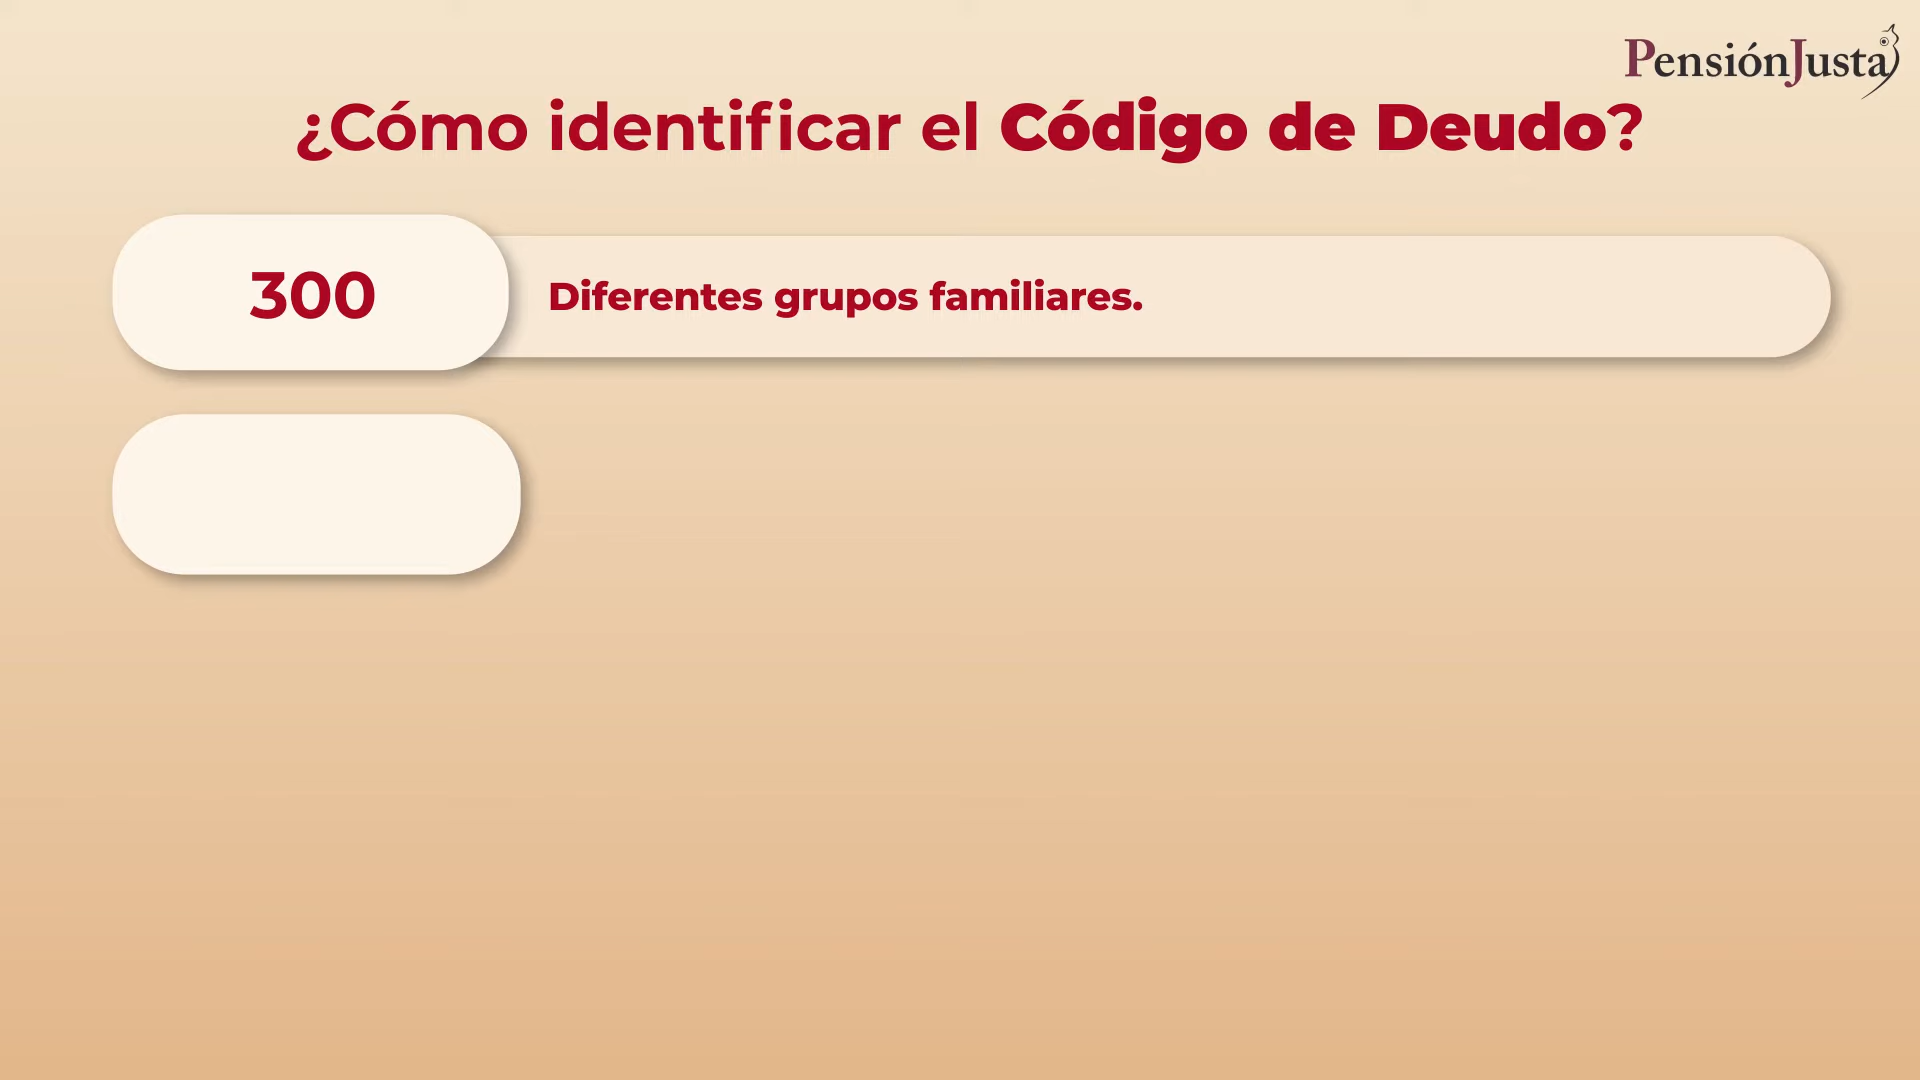 PensiónJusta
¿Cómo identificar el Código de Deudo?
300
Diferentes grupos familiares.